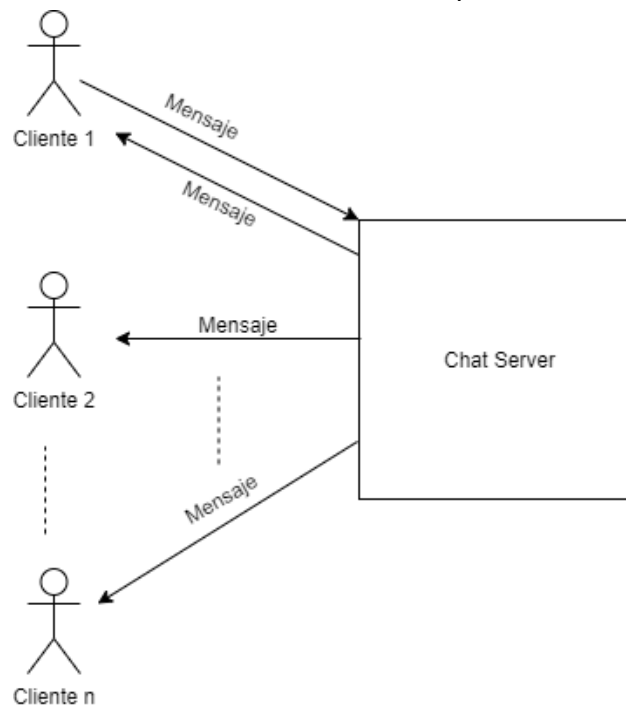 Mensaje
Cliente 1
Mensaje
Mensaje
Chat Server
Cliente 2
Mensaje
Cliente n